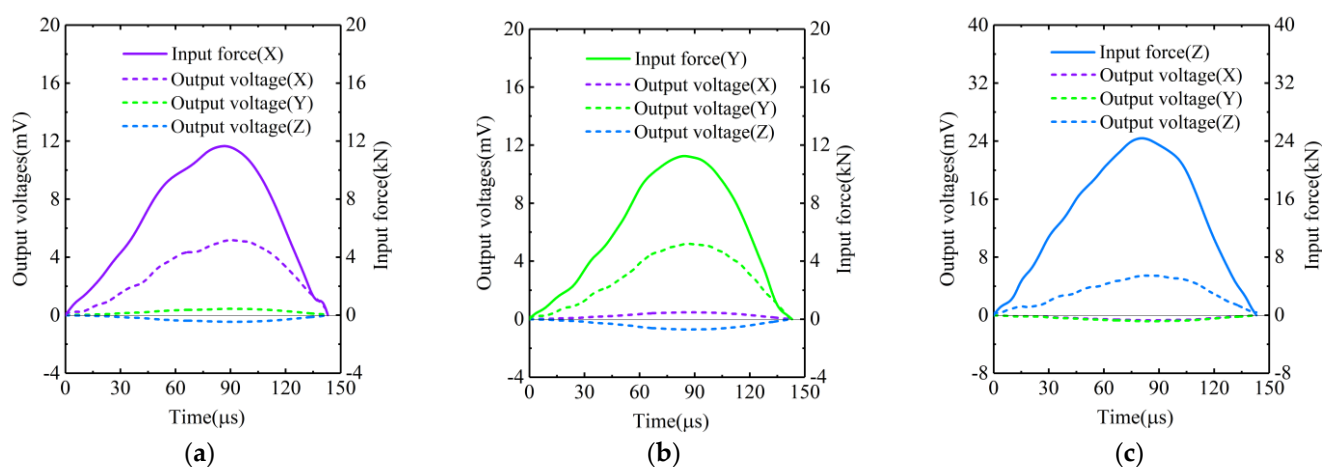 20
16
12
8
4
0
-4
Output voltages(mV)
Input force(X)
Output voltage(X)
Output voltage(Y)
Output voltage(Z)
20
16
12
8
4
0
-4
Input force(kN)
0 30 60 90 120 150
Time(μs)
(a)
20
16
12
8
4
0
-4
Output voltages(mV)
Input force(Y)
Output voltage(X)
Output voltage(Y)
Output voltage(Z)
20
16
12
8
4
0
-4
Input force(kN)
0 30 60 90 120 150
Time(μs)
(b)
40
32
24
16
8
0
-8
Output voltages(mV)
Input force(Z)
Output voltage(X)
Output voltage(Y)
Output voltage(Z)
40
32
24
16
8
0
-8
Input force(kN)
0 30 60 90 120 150
Time(μs)
(c)